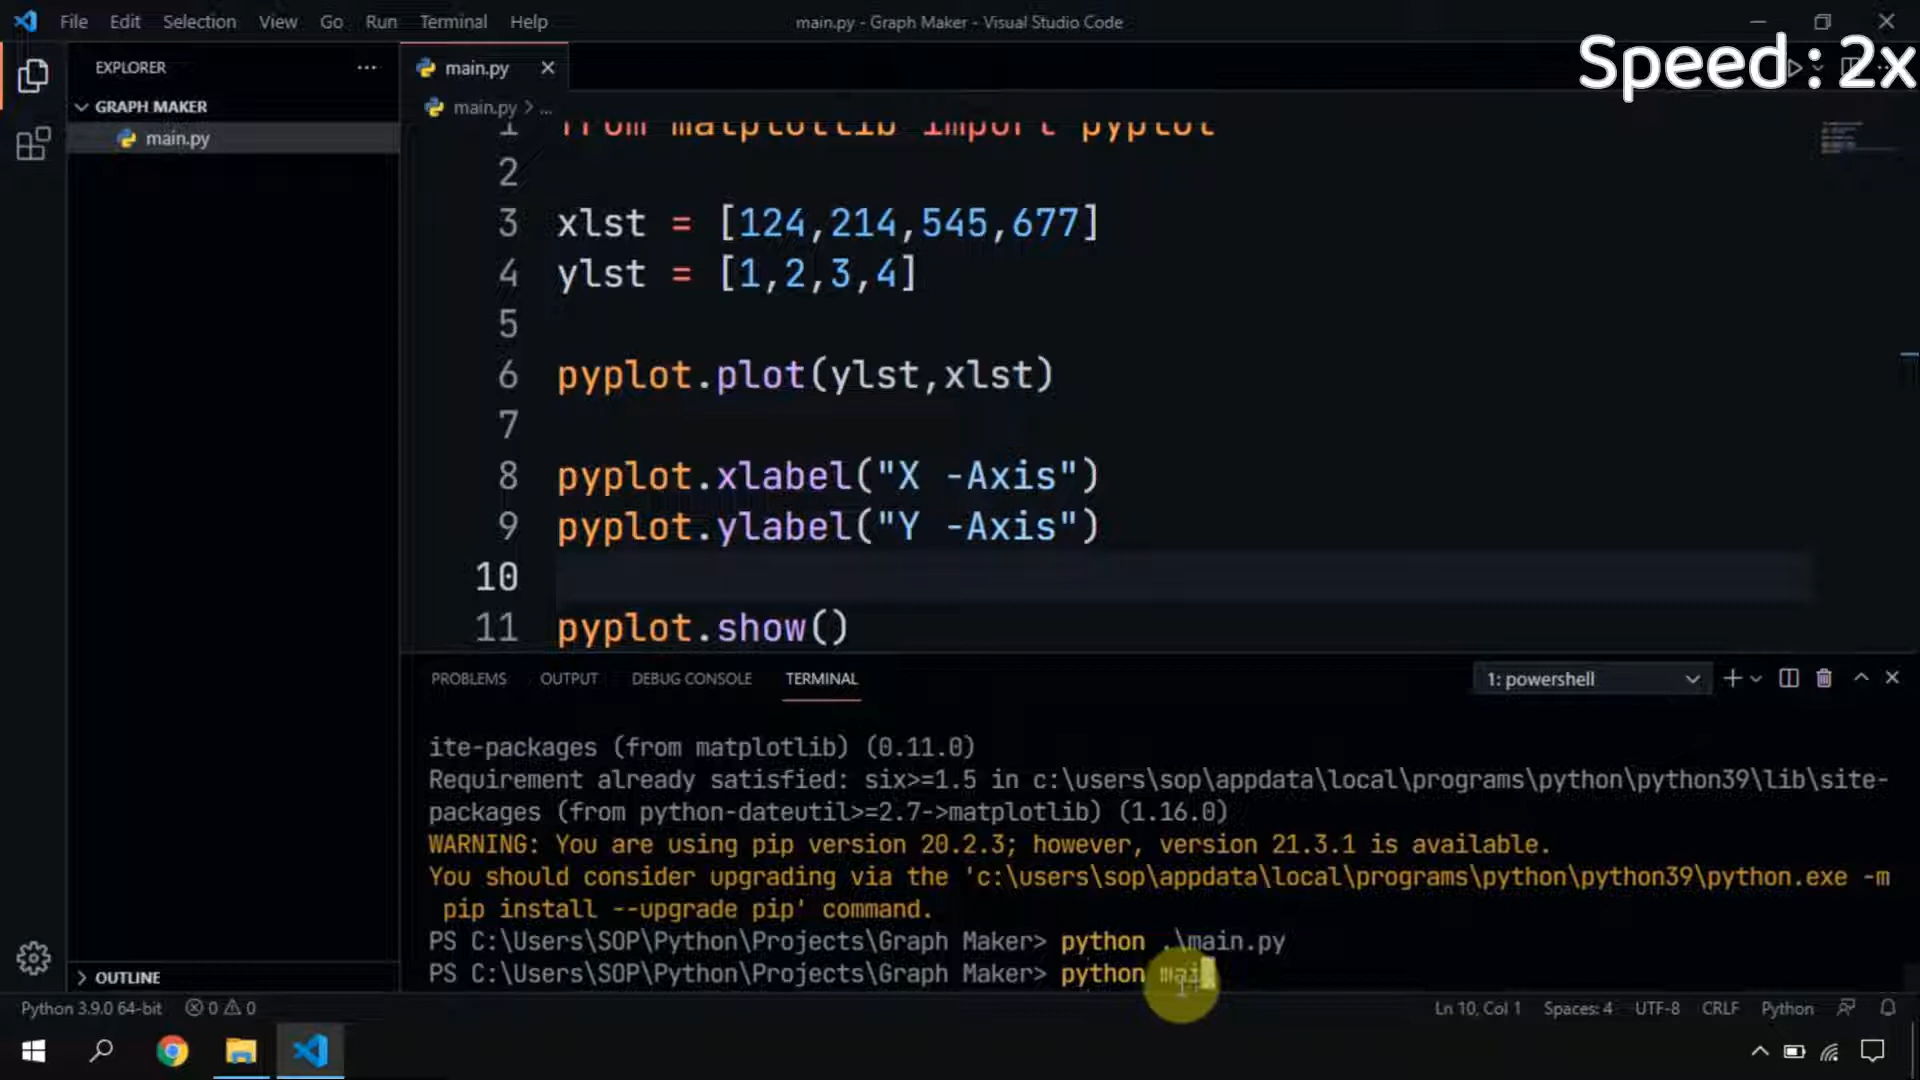 File Edit Selection View Go Run Terminal Help
main.py - Graph Maker - Visual Studio Code
Speed : 2x
EXPLORER
main.py
GRAPH MAKER
main.py > ...
main.py
1 from matplotlib import pyplot
2
3 xlst = [124,214,545,677]
4 ylst = [1,2,3,4]
5
6 pyplot.plot(ylst,xlst)
7
8 pyplot.xlabel("X -Axis")
9 pyplot.ylabel("Y -Axis")
10
11 pyplot.show()
PROBLEMS OUTPUT DEBUG CONSOLE TERMINAL
1: powershell
ite-packages (from matplotlib) (0.11.0)
Requirement already satisfied: six>=1.5 in c:\users\sop\appdata\local\programs\python\python39\lib\site-
packages (from python-dateutil>=2.7->matplotlib) (1.16.0)
WARNING: You are using pip version 20.2.3; however, version 21.3.1 is available.
You should consider upgrading via the 'c:\users\sop\appdata\local\programs\python\python39\python.exe -m
pip install --upgrade pip' command.
PS C:\Users\SOP\Python\Projects\Graph Maker> python .\main.py
PS C:\Users\SOP\Python\Projects\Graph Maker> python mai
OUTLINE
Python 3.9.0 64-bit 0 0
Ln 10, Col 1 Spaces: 4 UTF-8 CRLF Python